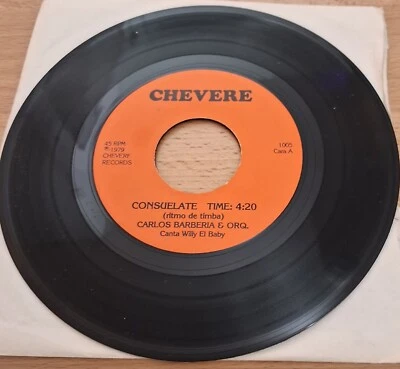 CHEVERE
45 RPM
℗ 1979
CHEVERE
RECORDS
1005
Cara A
CONSUELATE TIME: 4:20
(ritmo de timba)
CARLOS BARBERIA & ORQ.
Canta Willy El Baby